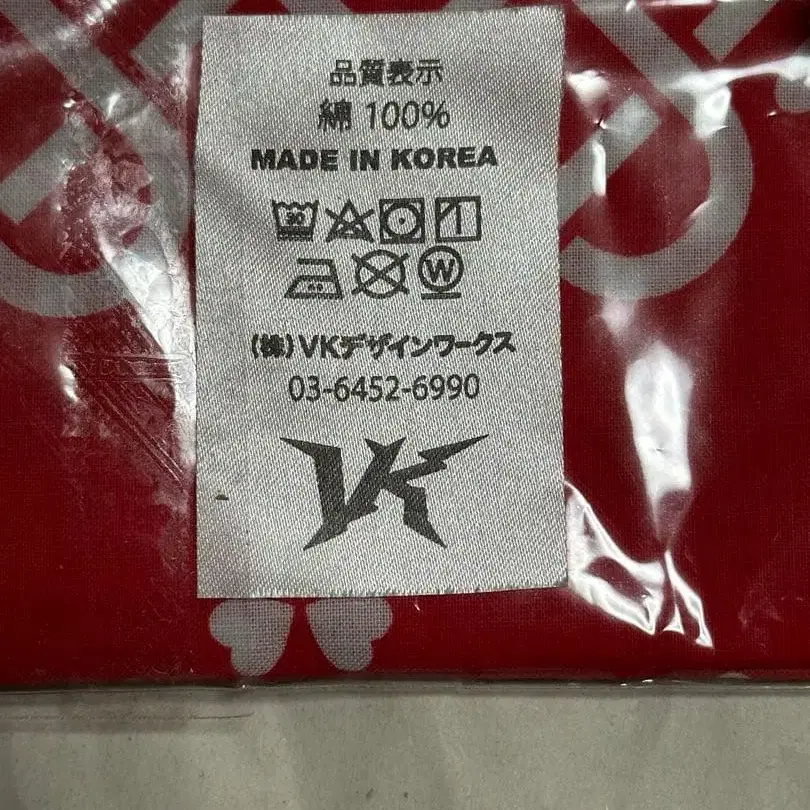 品質表示
綿 100%
MADE IN KOREA
30
W
(株)VKデザインワークス
03-6452-6990
VK